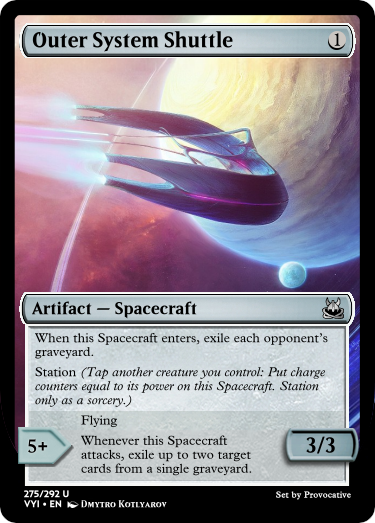 Outer System Shuttle 1
Artifact — Spacecraft
When this Spacecraft enters, exile each opponent's
graveyard.
Station (Tap another creature you control: Put charge
counters equal to its power on this Spacecraft. Station
only as a sorcery.)
Flying
5+
Whenever this Spacecraft
attacks, exile up to two target
cards from a single graveyard.
3/3
275/292 U
VYI • EN Dmytro Kotlyarov
Set by Provocative